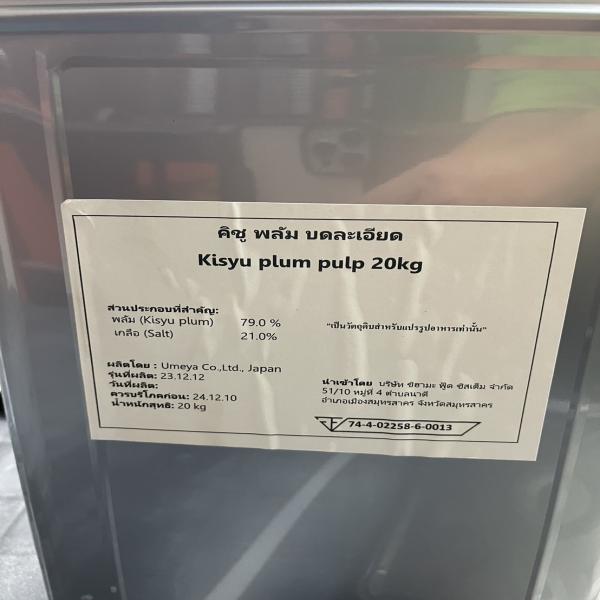 คิชู พลัม บดละเอียด
Kisyu plum pulp 20kg
ส่วนประกอบที่สำคัญ:
พลัม (Kisyu plum) 79.0 %
เกลือ (Salt) 21.0%
"เป็นวัตถุดิบสำหรับแปรรูปอาหารเท่านั้น"
ผลิตโดย : Umeya Co.,Ltd., Japan
รุ่นที่ผลิต: 23.12.12
วันที่ผลิต:
ควรบริโภคก่อน: 24.12.10
น้ำหนักสุทธิ: 20 kg
นำเข้าโดย บริษัท ซีฮามะ ฟู้ด ซิสเต็ม จำกัด
51/10 หมู่ที่ 4 ตำบลนาดี
อำเภอเมืองสมุทรสาคร จังหวัดสมุทรสาคร
74-4-02258-6-0013